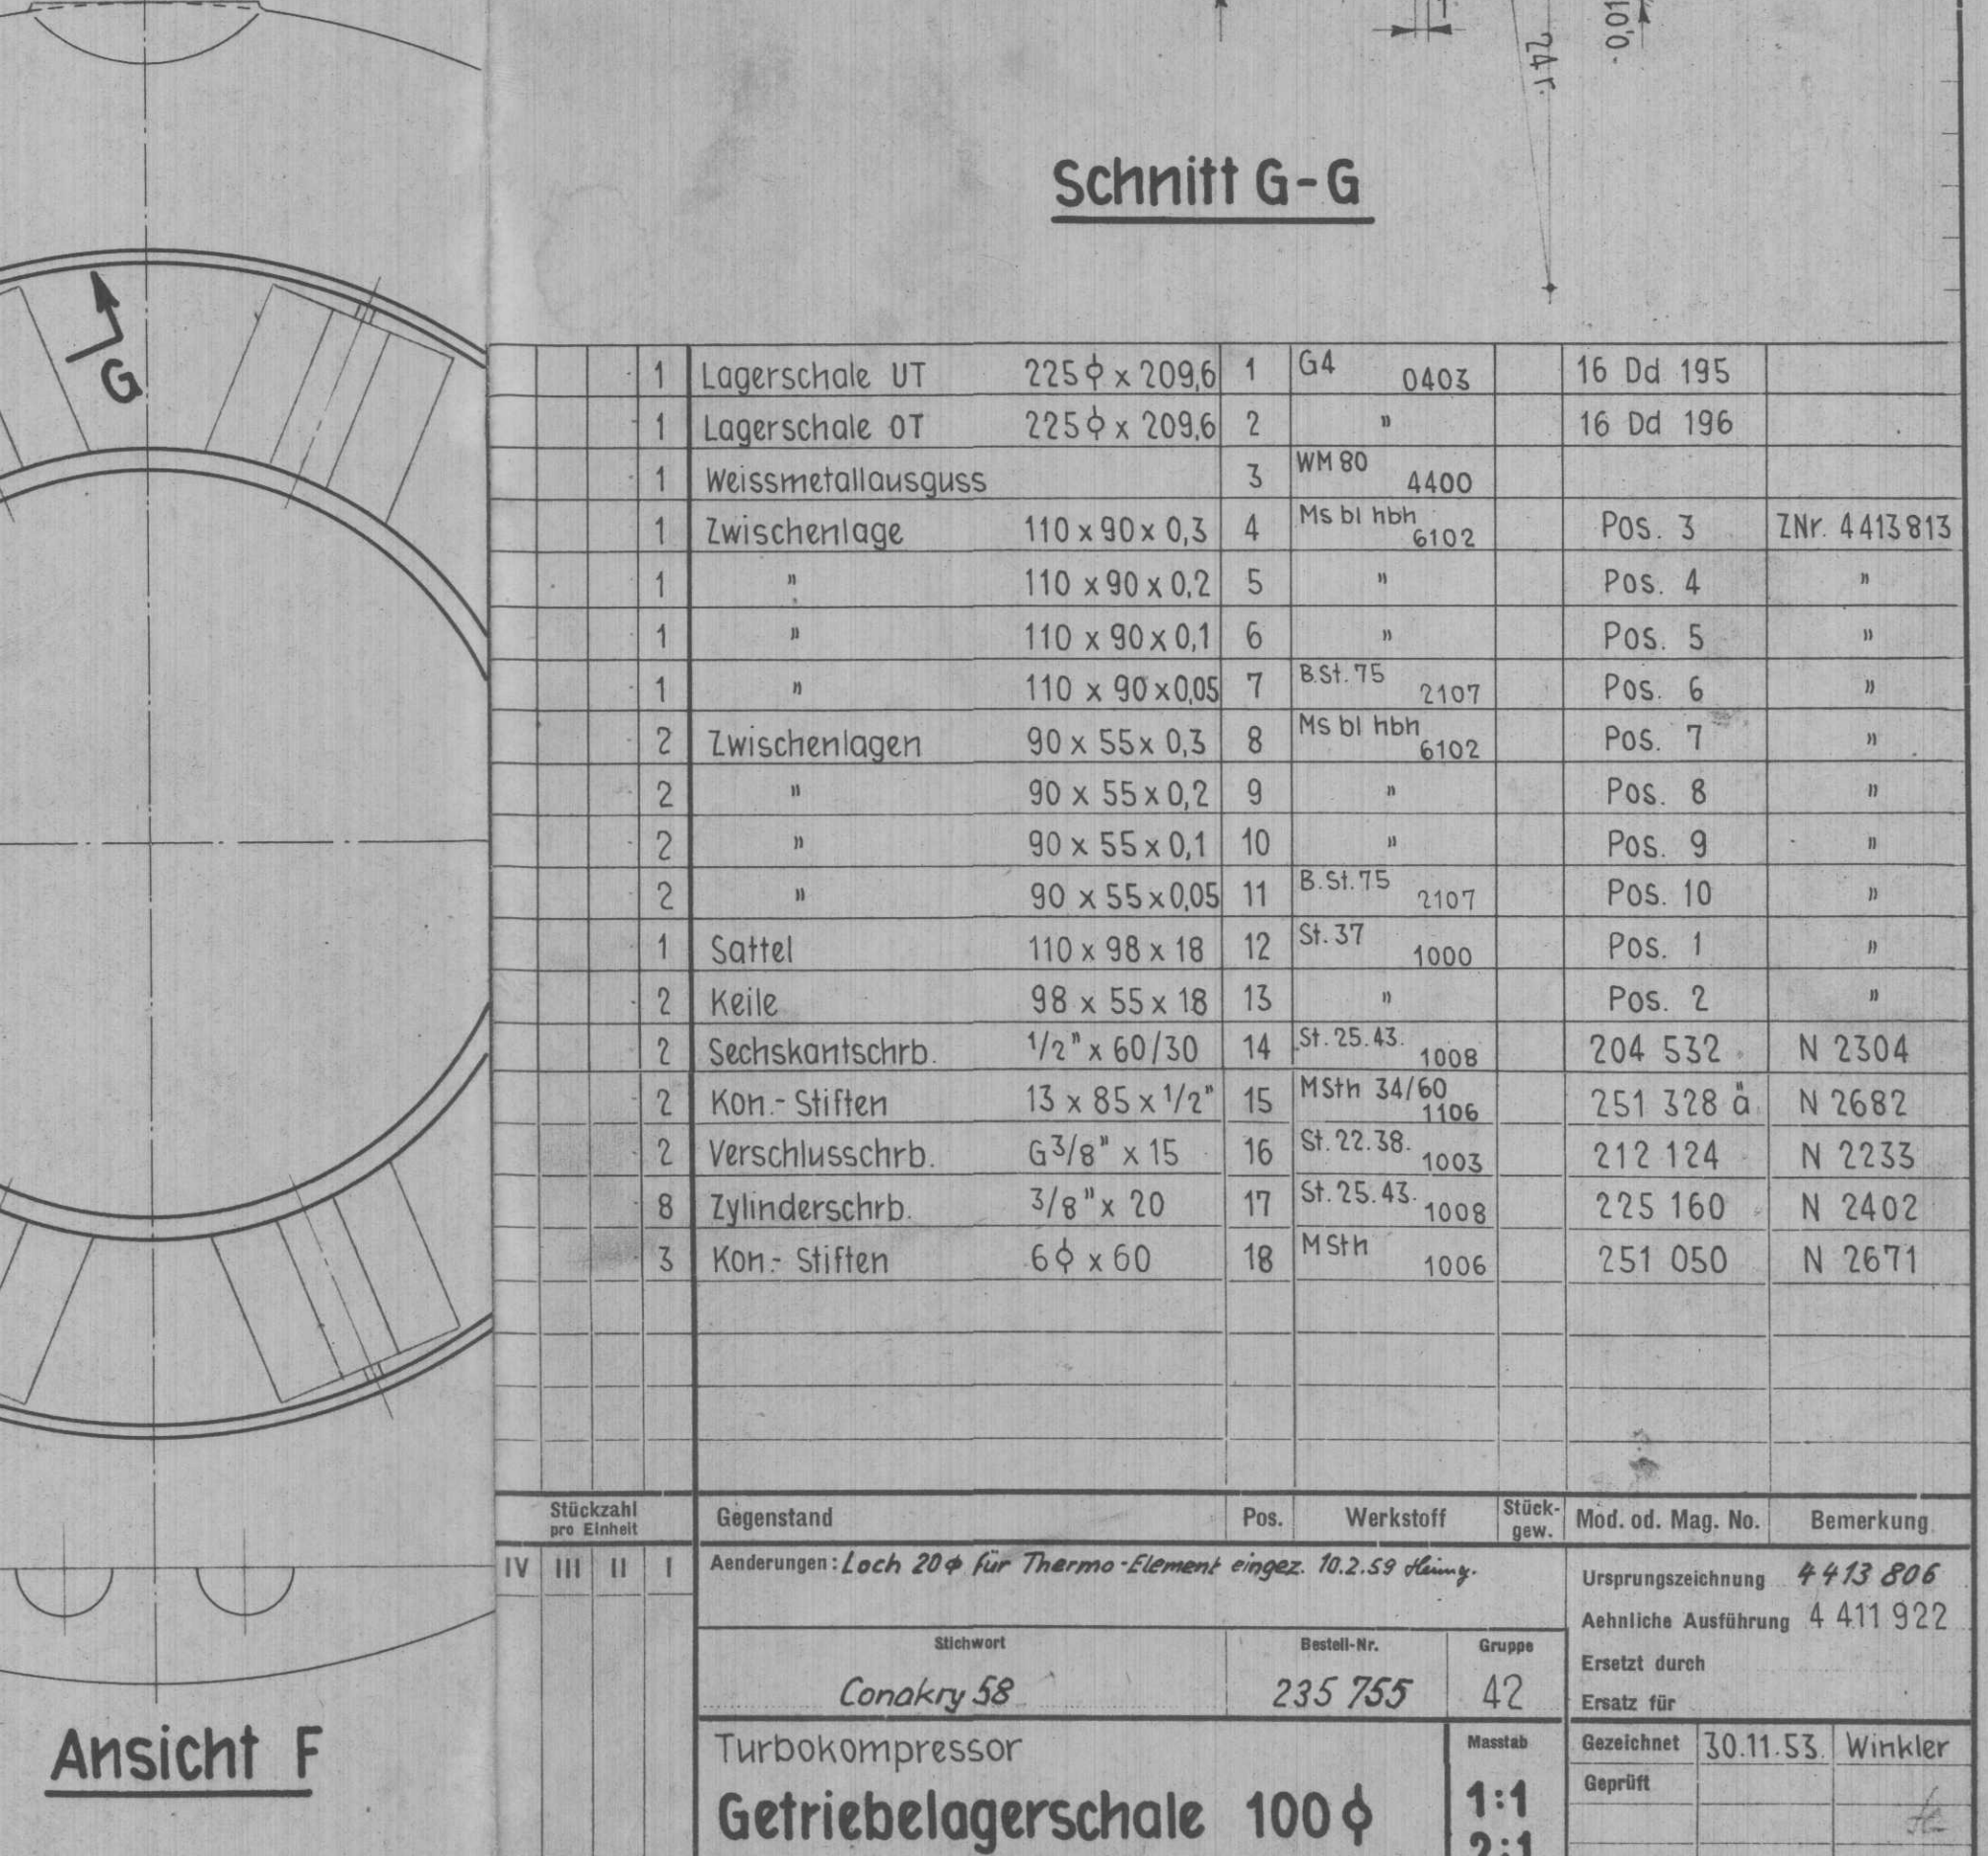 0,01
24r.
Schnitt G-G
G
1 Lagerschale UT 225 ϕ x 209,6 1 G4 0403 16 Dd 195
1 Lagerschale OT 225 ϕ x 209,6 2 " 16 Dd 196
1 Weissmetallausguss 3 WM 80 4400
1 Zwischenlage 110 x 90 x 0,3 4 Ms bl hbh 6102 Pos. 3 ZNr. 4413813
1 " 110 x 90 x 0,2 5 " Pos. 4 "
1 " 110 x 90 x 0,1 6 " Pos. 5 "
1 " 110 x 90 x 0,05 7 B.St. 75 2107 Pos. 6 "
2 Zwischenlagen 90 x 55 x 0,3 8 Ms bl hbh 6102 Pos. 7 "
2 " 90 x 55 x 0,2 9 " Pos. 8 "
2 " 90 x 55 x 0,1 10 " Pos. 9 "
2 " 90 x 55 x 0,05 11 B.St. 75 2107 Pos. 10 "
1 Sattel 110 x 98 x 18 12 St. 37 1000 Pos. 1 "
2 Keile 98 x 55 x 18 13 " Pos. 2 "
2 Sechskantschrb. 1/2" x 60/30 14 St. 25.43. 1008 204 532 N 2304
2 Kon.- Stiften 13 x 85 x 1/2" 15 MSth 34/60 1106 251 328 ä N 2682
2 Verschlusschrb. G 3/8" x 15 16 St. 22.38. 1003 212 124 N 2233
8 Zylinderschrb. 3/8" x 20 17 St. 25.43. 1008 225 160 N 2402
3 Kon.- Stiften 6 ϕ x 60 18 MSth 1006 251 050 N 2671
Stückzahl pro Einheit Gegenstand Pos. Werkstoff Stück-gew. Mod. od. Mag. No. Bemerkung
IV III II I Aenderungen: Loch 20 ϕ für Thermo-Element eingez. 10.2.59
Ursprungszeichnung 4413 806
Aehnliche Ausführung 4 411 922
Stichwort Bestell-Nr. Gruppe
Ersetzt durch
Conakry 58 235 755 42
Ersatz für
Ansicht F
Turbokompressor Masstab
Gezeichnet 30.11.53. Winkler
Geprüft
Getriebelagerschale 100 ϕ 1:1
2:1